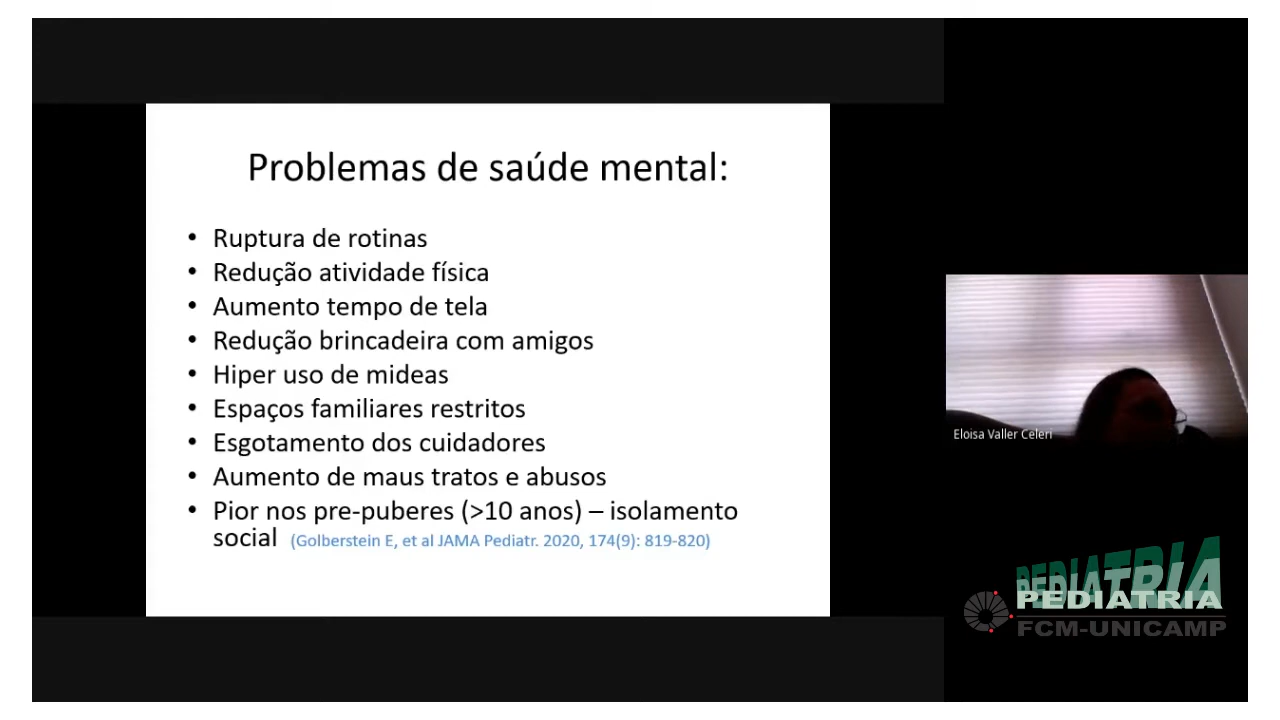 Problemas de saúde mental:
• Ruptura de rotinas
• Redução atividade física
• Aumento tempo de tela
• Redução brincadeira com amigos
• Hiper uso de mideas
• Espaços familiares restritos
• Esgotamento dos cuidadores
• Aumento de maus tratos e abusos
• Pior nos pre-puberes (>10 anos) – isolamento
social (Golberstein E, et al JAMA Pediatr. 2020, 174(9): 819-820)
Eloisa Valler Celeri
PEDIATRIA
PEDIATRIA
FCM-UNICAMP